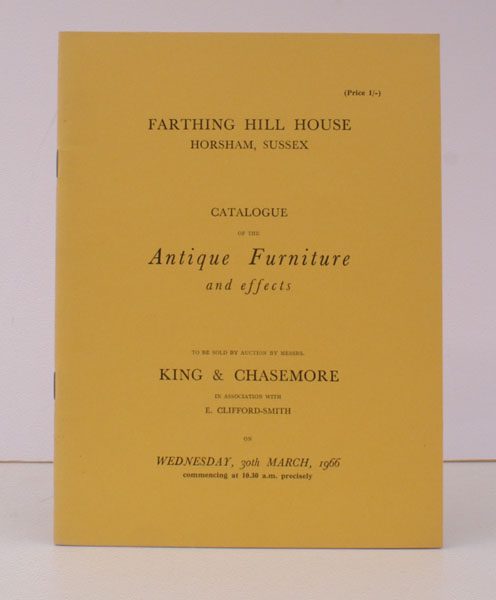 (Price 1/-)
FARTHING HILL HOUSE
HORSHAM, SUSSEX
CATALOGUE
OF THE
Antique Furniture
and effects
TO BE SOLD BY AUCTION BY MESSRS.
KING & CHASEMORE
IN ASSOCIATION WITH
E. CLIFFORD-SMITH
ON
WEDNESDAY, 30th MARCH, 1966
commencing at 10.30 a.m. precisely